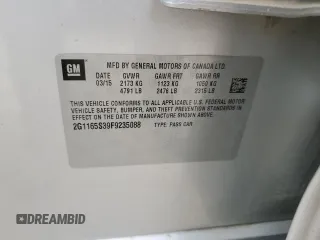 GM
MFD BY GENERAL MOTORS OF CANADA LTD.
DATE GVWR GAWR FRT GAWR RR
03/15 2173 KG 1123 KG 1050 KG
4791 LB 2476 LB 2315 LB
THIS VEHICLE CONFORMS TO ALL APPLICABLE U.S. FEDERAL MOTOR
VEHICLE SAFETY, BUMPER, AND THEFT PREVENTION STANDARDS IN
EFFECT ON THE DATE OF MANUFACTURE SHOWN ABOVE.
2G1165S39F9235088 TYPE PASS CAR
DREAMBID